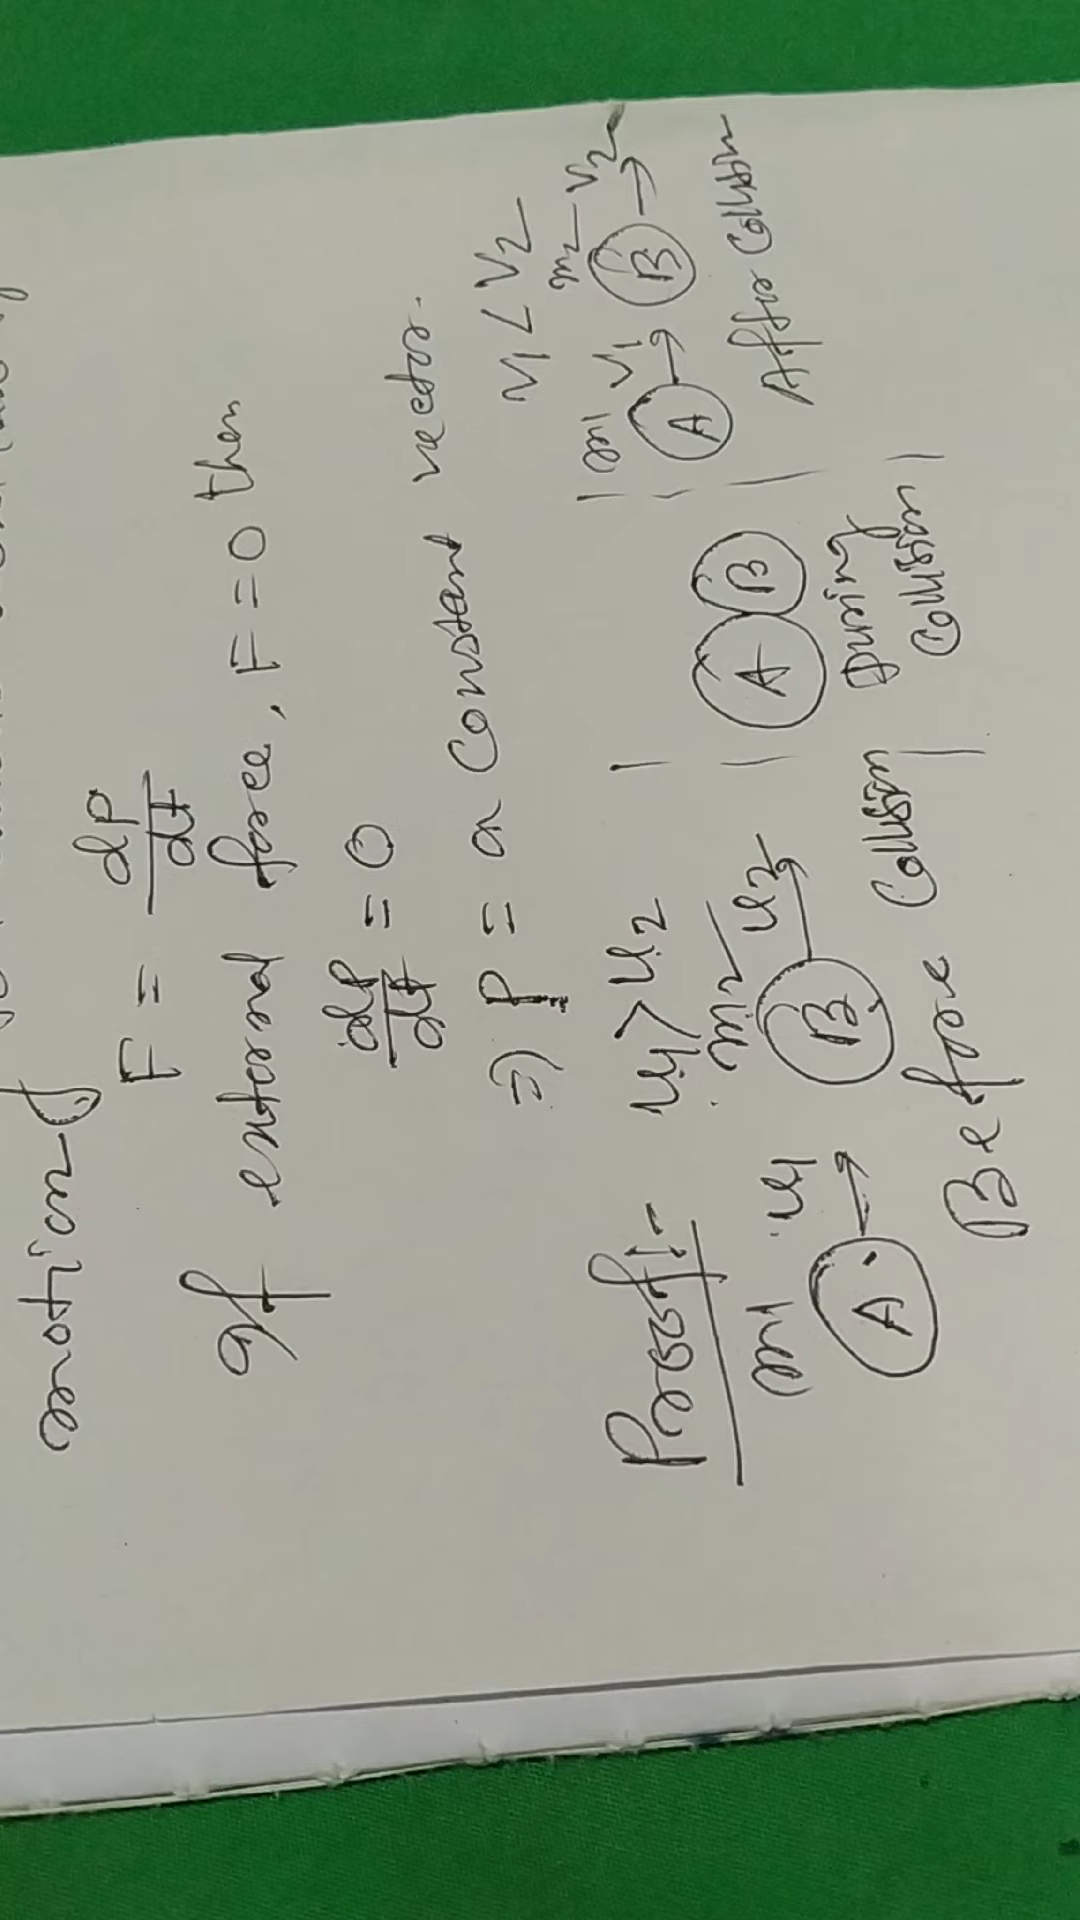 motion
F = dp/dt
If external force, F = 0 then
dp/dt = 0
⇒ P = a constant vector.
Proof:- u1 > u2 v1 < v2
m1 u1 m2 u2 m1 v1 m2 v2
A B A B A B
Before Collision During Collision After Collision